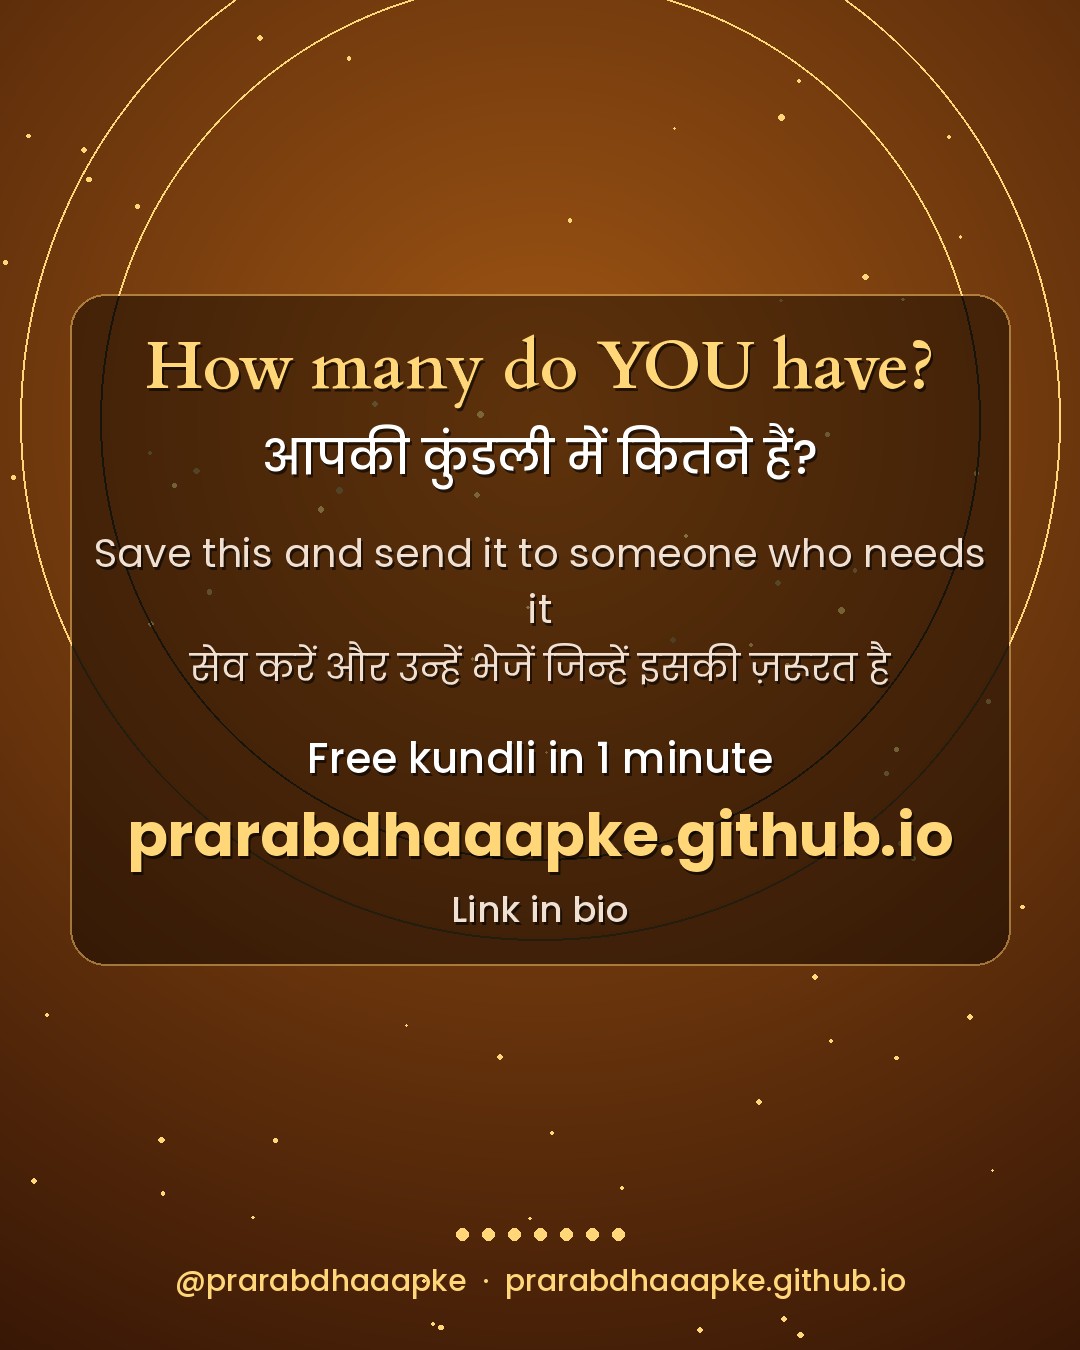 How many do YOU have?
आपकी कुंडली में कितने हैं?
Save this and send it to someone who needs
it
सेव करें और उन्हें भेजें जिन्हें इसकी ज़रूरत है
Free kundli in 1 minute
prarabdhaaapke.github.io
Link in bio
@prarabdhaaapke · prarabdhaaapke.github.io